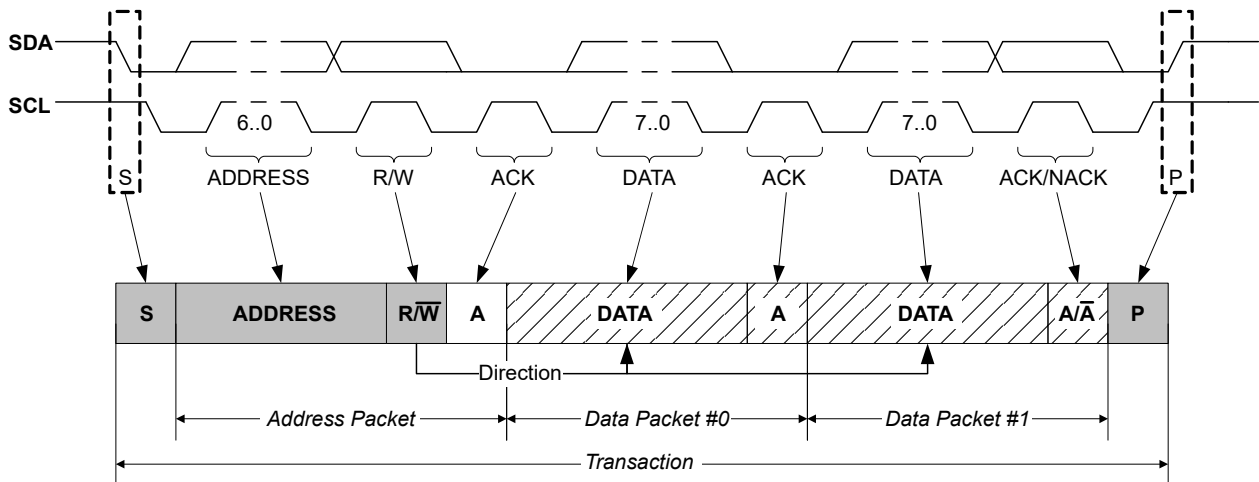 SDA
SCL
6..0 7..0 7..0
S ADDRESS R/W ACK DATA ACK DATA ACK/NACK P
S ADDRESS R/W̅ A DATA A DATA A/A̅ P
Direction
Address Packet Data Packet #0 Data Packet #1
Transaction